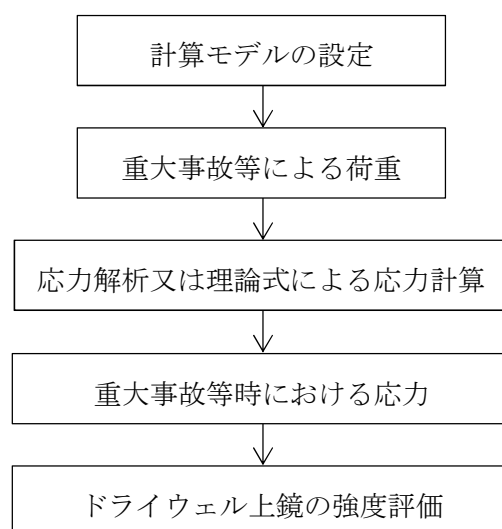 計算モデルの設定
重大事故等による荷重
応力解析又は理論式による応力計算
重大事故等時における応力
ドライウェル上鏡の強度評価